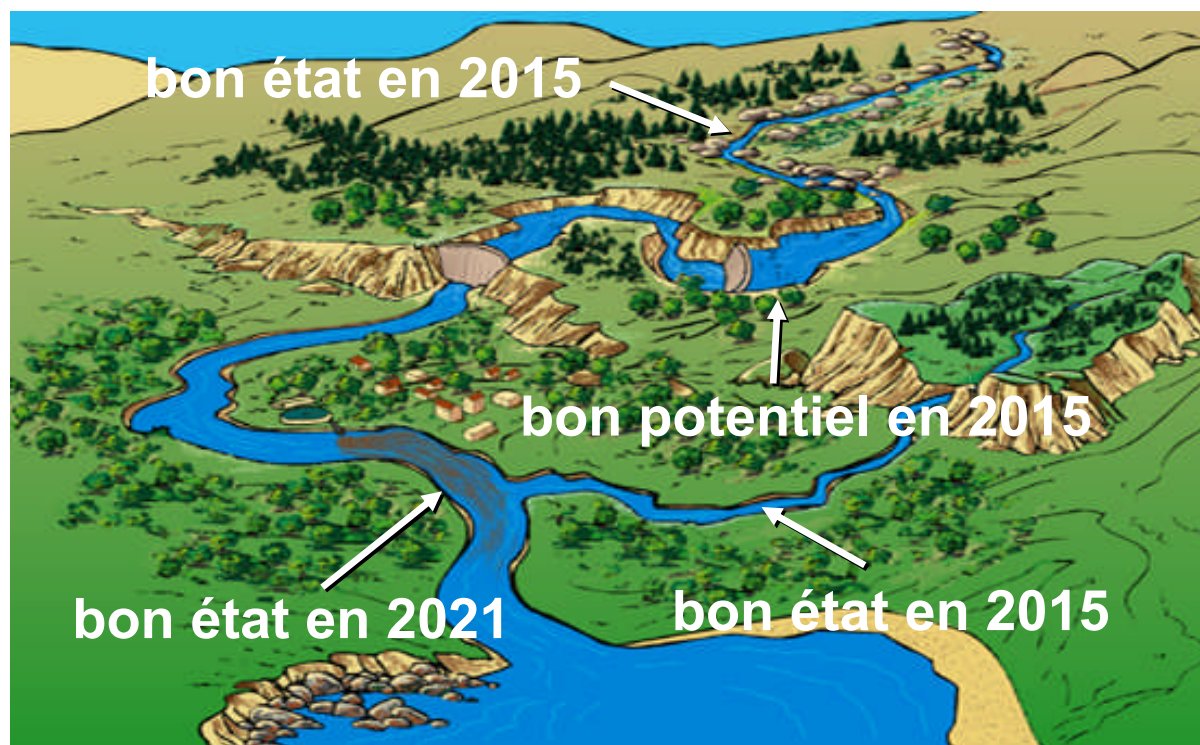 bon état en 2015
bon potentiel en 2015
bon état en 2021
bon état en 2015